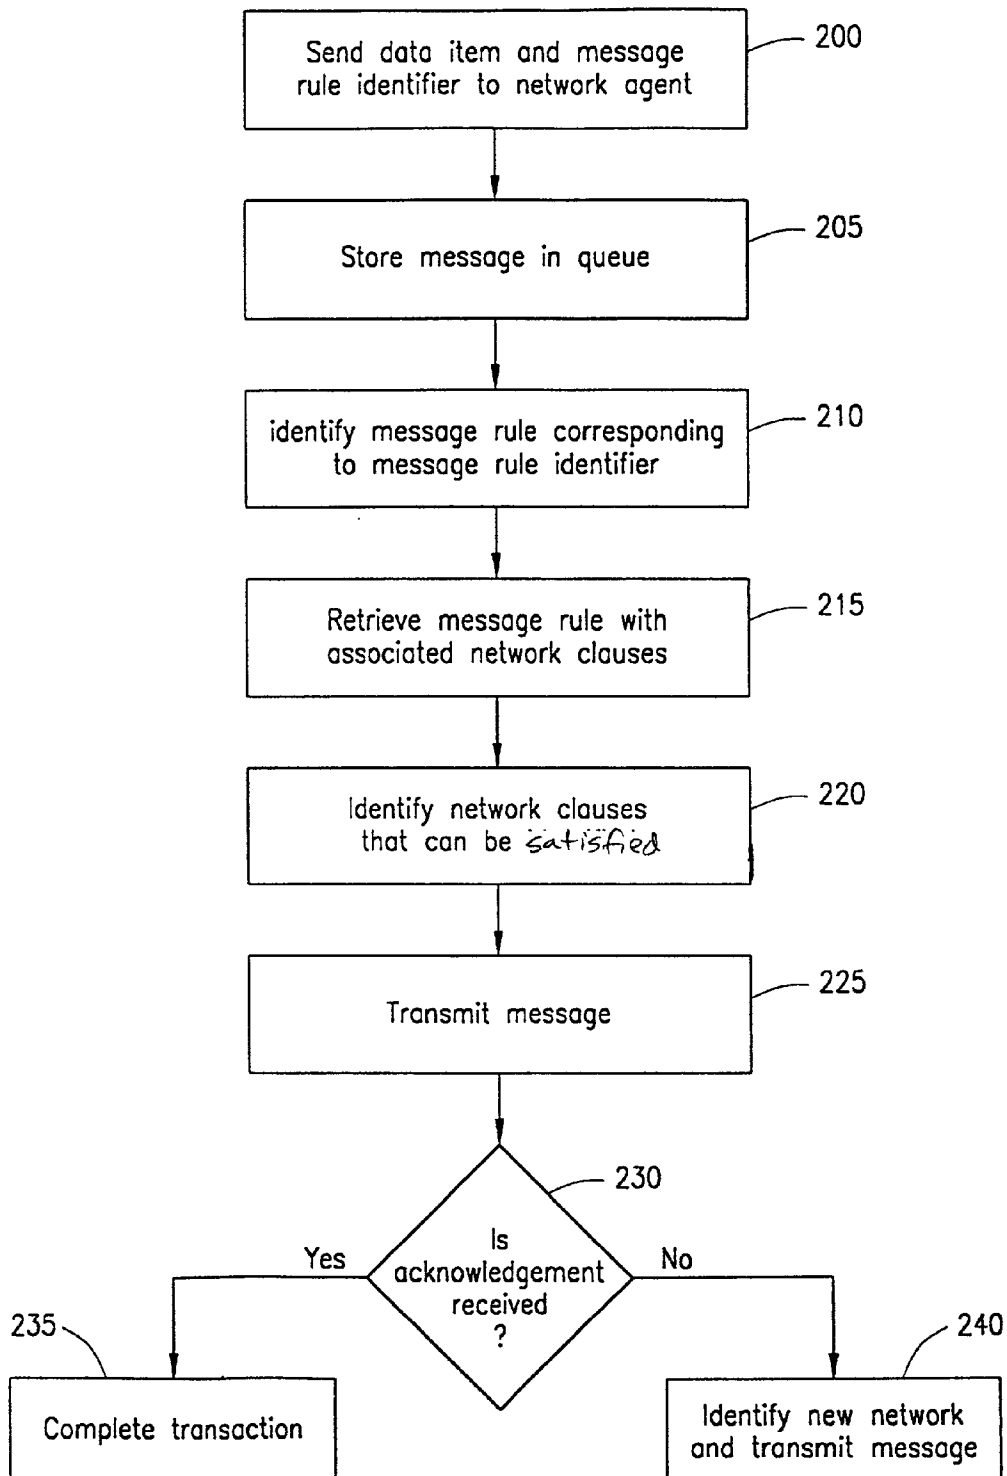 Send data item and message
rule identifier to network agent
200
Store message in queue
205
identify message rule corresponding
to message rule identifier
210
Retrieve message rule with
associated network clauses
215
Identify network clauses
that can be satisfied
220
Transmit message
225
230
Is
acknowledgement
received
?
Yes
No
235
Complete transaction
240
Identify new network
and transmit message